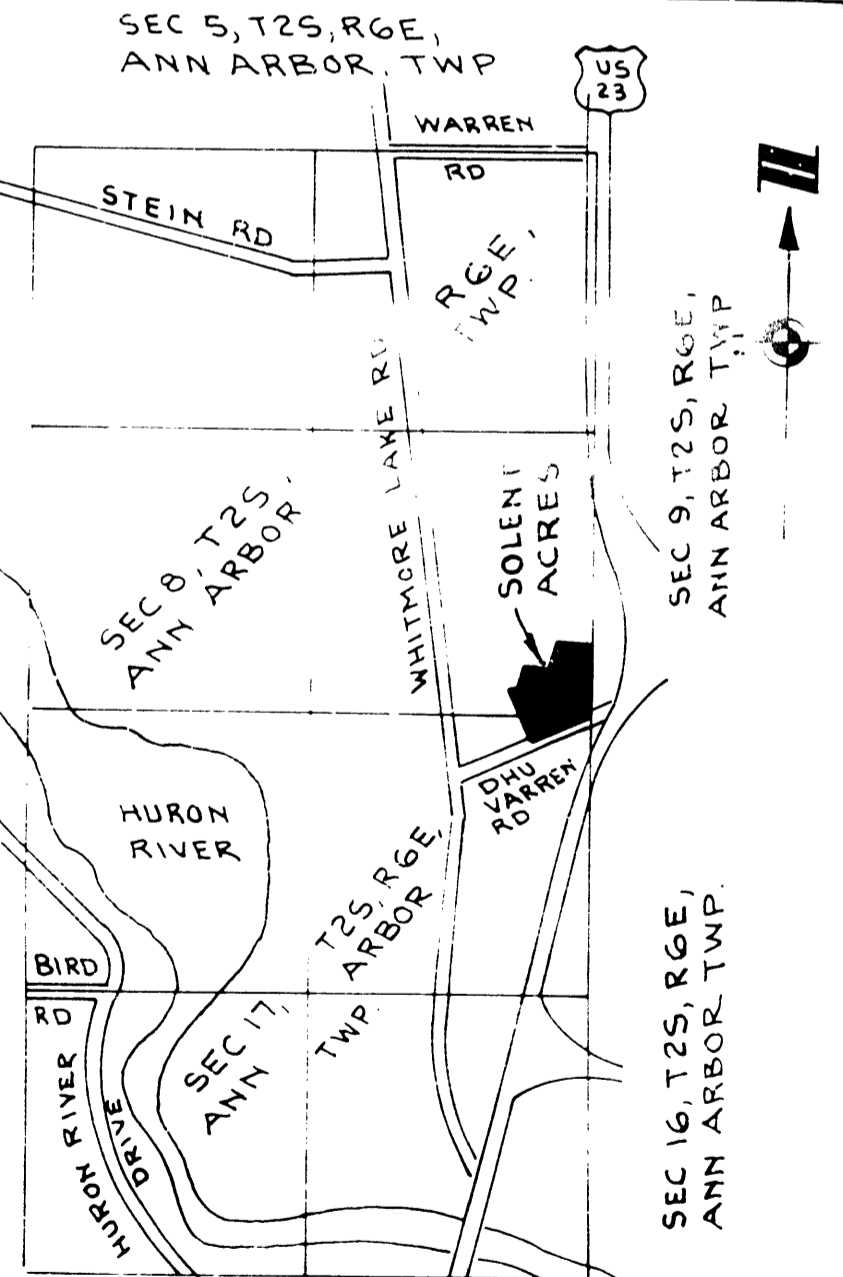 SEC 5, T2S, R6E,
ANN ARBOR, TWP
US
23
WARREN
RD
STEIN RD
R6E,
TWP.
WHITMORE LAKE RD
SEC 8, T2S,
ANN ARBOR
SOLENT
ACRES
SEC 9, T2S, R6E,
ANN ARBOR TWP
DHU
VARREN
RD
HURON
RIVER
T2S, R6E,
ARBOR
SEC 17,
ANN
TWP.
BIRD
RD
HURON RIVER
DRIVE
SEC 16, T2S, R6E,
ANN ARBOR TWP.